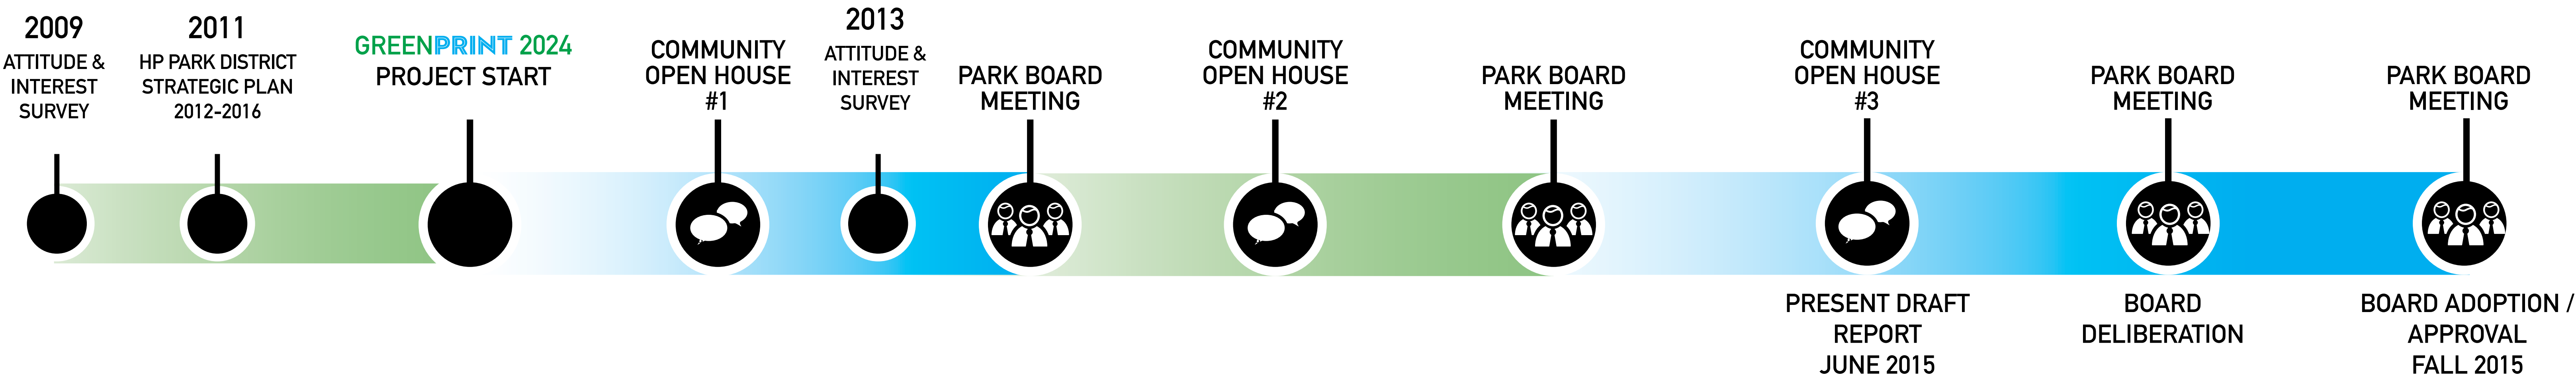 2009
ATTITUDE &
INTEREST
SURVEY
2011
HP PARK DISTRICT
STRATEGIC PLAN
2012-2016
GREENPRINT 2024
PROJECT START
COMMUNITY
OPEN HOUSE
#1
2013
ATTITUDE &
INTEREST
SURVEY
PARK BOARD
MEETING
COMMUNITY
OPEN HOUSE
#2
PARK BOARD
MEETING
COMMUNITY
OPEN HOUSE
#3
PRESENT DRAFT
REPORT
JUNE 2015
PARK BOARD
MEETING
BOARD
DELIBERATION
PARK BOARD
MEETING
BOARD ADOPTION /
APPROVAL
FALL 2015